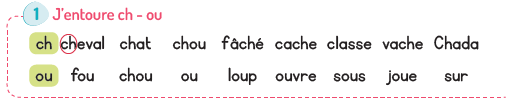 1 J'entoure ch - ou
ch cheval chat chou fâché cache classe vache Chada
ou fou chou ou loup ouvre sous joue sur